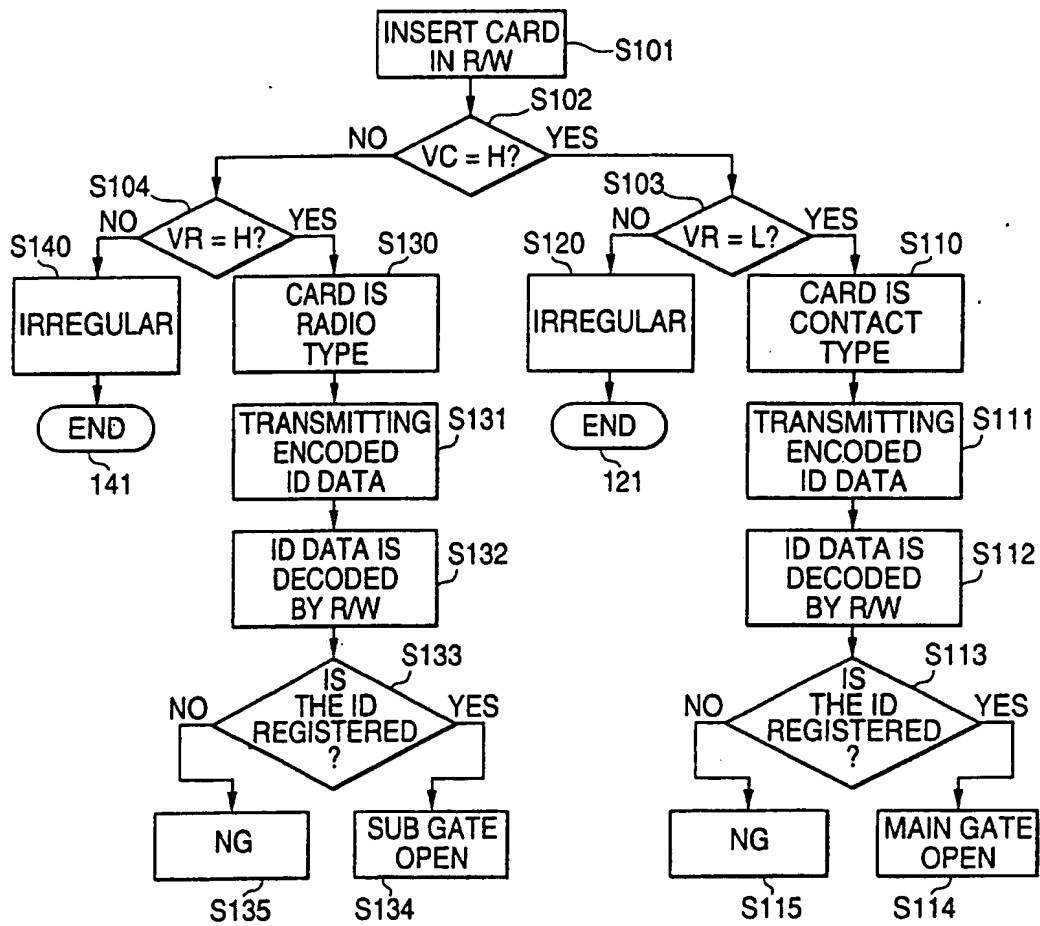 INSERT CARD
IN R/W
S101
S102
NO
YES
VC = H?
S104
S103
NO
YES
NO
YES
VR = H?
VR = L?
S140
S130
S120
S110
IRREGULAR
CARD IS
RADIO
TYPE
IRREGULAR
CARD IS
CONTACT
TYPE
END
141
TRANSMITTING
ENCODED
ID DATA
S131
END
121
TRANSMITTING
ENCODED
ID DATA
S111
ID DATA IS
DECODED
BY R/W
S132
ID DATA IS
DECODED
BY R/W
S112
S133
IS
THE ID
REGISTERED
?
NO
YES
S113
IS
THE ID
REGISTERED
?
NO
YES
NG
SUB GATE
OPEN
NG
MAIN GATE
OPEN
S135
S134
S115
S114